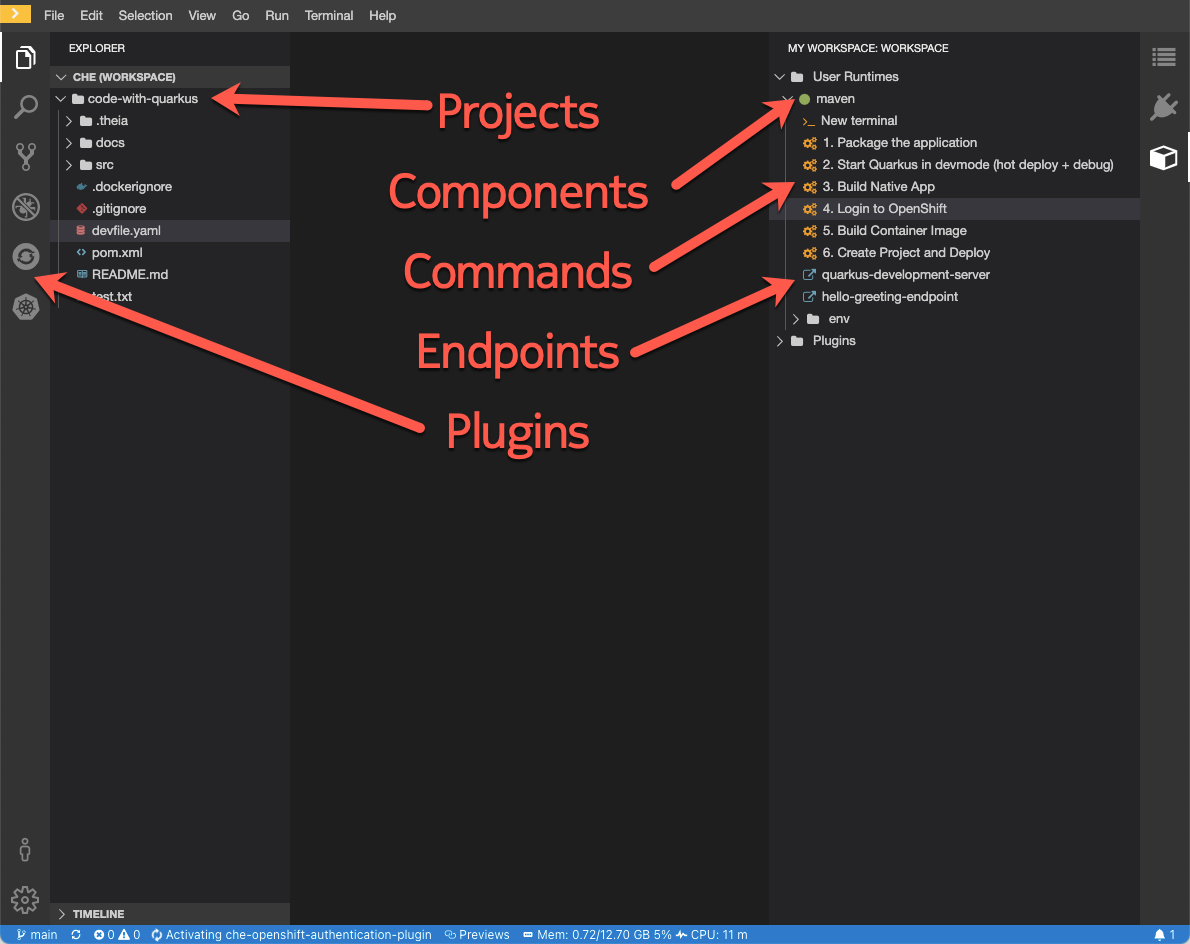 File Edit Selection View Go Run Terminal Help
EXPLORER
CHE (WORKSPACE)
code-with-quarkus
.theia
docs
src
.dockerignore
.gitignore
devfile.yaml
pom.xml
README.md
test.txt
TIMELINE
Projects
Components
Commands
Endpoints
Plugins
MY WORKSPACE: WORKSPACE
User Runtimes
maven
>_ New terminal
1. Package the application
2. Start Quarkus in devmode (hot deploy + debug)
3. Build Native App
4. Login to OpenShift
5. Build Container Image
6. Create Project and Deploy
quarkus-development-server
hello-greeting-endpoint
env
Plugins
main 0 0 Activating che-openshift-authentication-plugin Previews Mem: 0.72/12.70 GB 5% CPU: 11 m 1